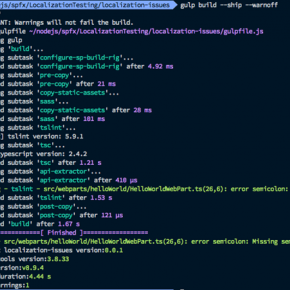 js/spfx/LocalizationTesting/localization-issues gulp build --ship --warnoff
NT: Warnings will not fail the build.
ulpfile ~/nodejs/spfx/LocalizationTesting/localization-issues/gulpfile.js
g gulp
g 'build'...
g subtask 'configure-sp-build-rig'...
d subtask 'configure-sp-build-rig' after 4.92 ms
g subtask 'pre-copy'...
d subtask 'pre-copy' after 21 ms
g subtask 'copy-static-assets'...
g subtask 'sass'...
d subtask 'copy-static-assets' after 28 ms
d subtask 'sass' after 101 ms
g subtask 'tslint'...
] tslint version: 5.9.1
g subtask 'tsc'...
ypescript version: 2.4.2
d subtask 'tsc' after 1.21 s
g subtask 'api-extractor'...
d subtask 'api-extractor' after 410 μs
g - tslint - src/webparts/helloWorld/HelloWorldWebPart.ts(26,6): error semicolon:
d subtask 'tslint' after 1.53 s
g subtask 'post-copy'...
d subtask 'post-copy' after 121 μs
d 'build' after 1.67 s
==========[ Finished ]==================
- src/webparts/helloWorld/HelloWorldWebPart.ts(26,6): error semicolon: Missing sem
t localization-issues version:0.0.1
ools version:3.8.33
ersion:v8.9.4
duration:4.44 s
arnings:1